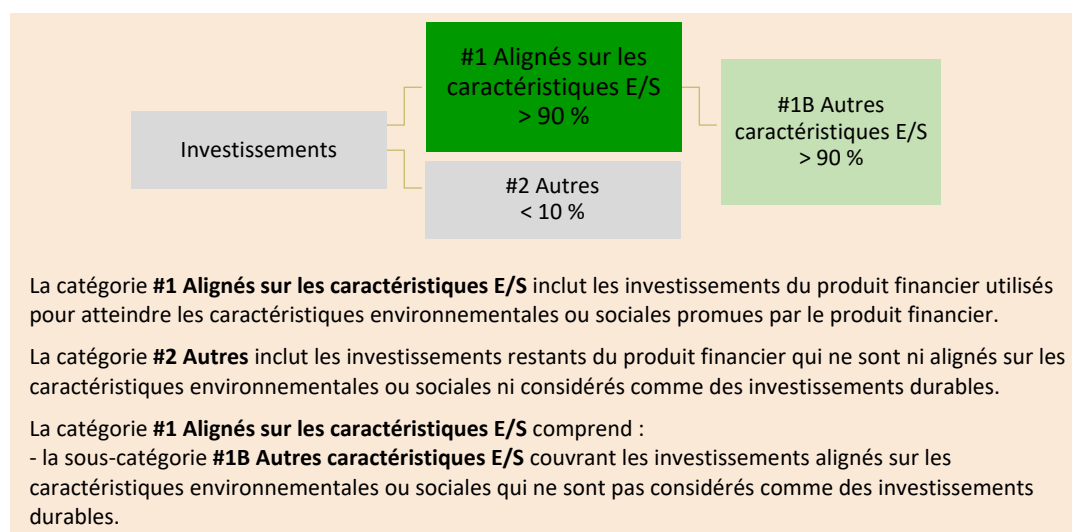 #1 Alignés sur les
caractéristiques E/S
> 90 %
#1B Autres
caractéristiques E/S
> 90 %
Investissements
#2 Autres
< 10 %
La catégorie #1 Alignés sur les caractéristiques E/S inclut les investissements du produit financier utilisés
pour atteindre les caractéristiques environnementales ou sociales promues par le produit financier.
La catégorie #2 Autres inclut les investissements restants du produit financier qui ne sont ni alignés sur les
caractéristiques environnementales ou sociales ni considérés comme des investissements durables.
La catégorie #1 Alignés sur les caractéristiques E/S comprend :
- la sous-catégorie #1B Autres caractéristiques E/S couvrant les investissements alignés sur les
caractéristiques environnementales ou sociales qui ne sont pas considérés comme des investissements
durables.